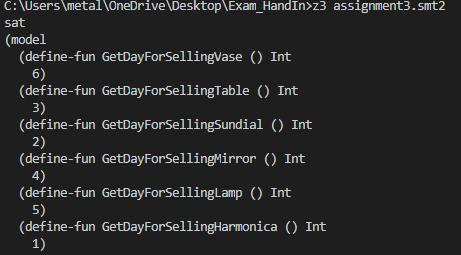 C:\Users\metal\OneDrive\Desktop\Exam_HandIn>z3 assignment3.smt2
sat
(model
  (define-fun GetDayForSellingVase () Int
    6)
  (define-fun GetDayForSellingTable () Int
    3)
  (define-fun GetDayForSellingSundial () Int
    2)
  (define-fun GetDayForSellingMirror () Int
    4)
  (define-fun GetDayForSellingLamp () Int
    5)
  (define-fun GetDayForSellingHarmonica () Int
    1)